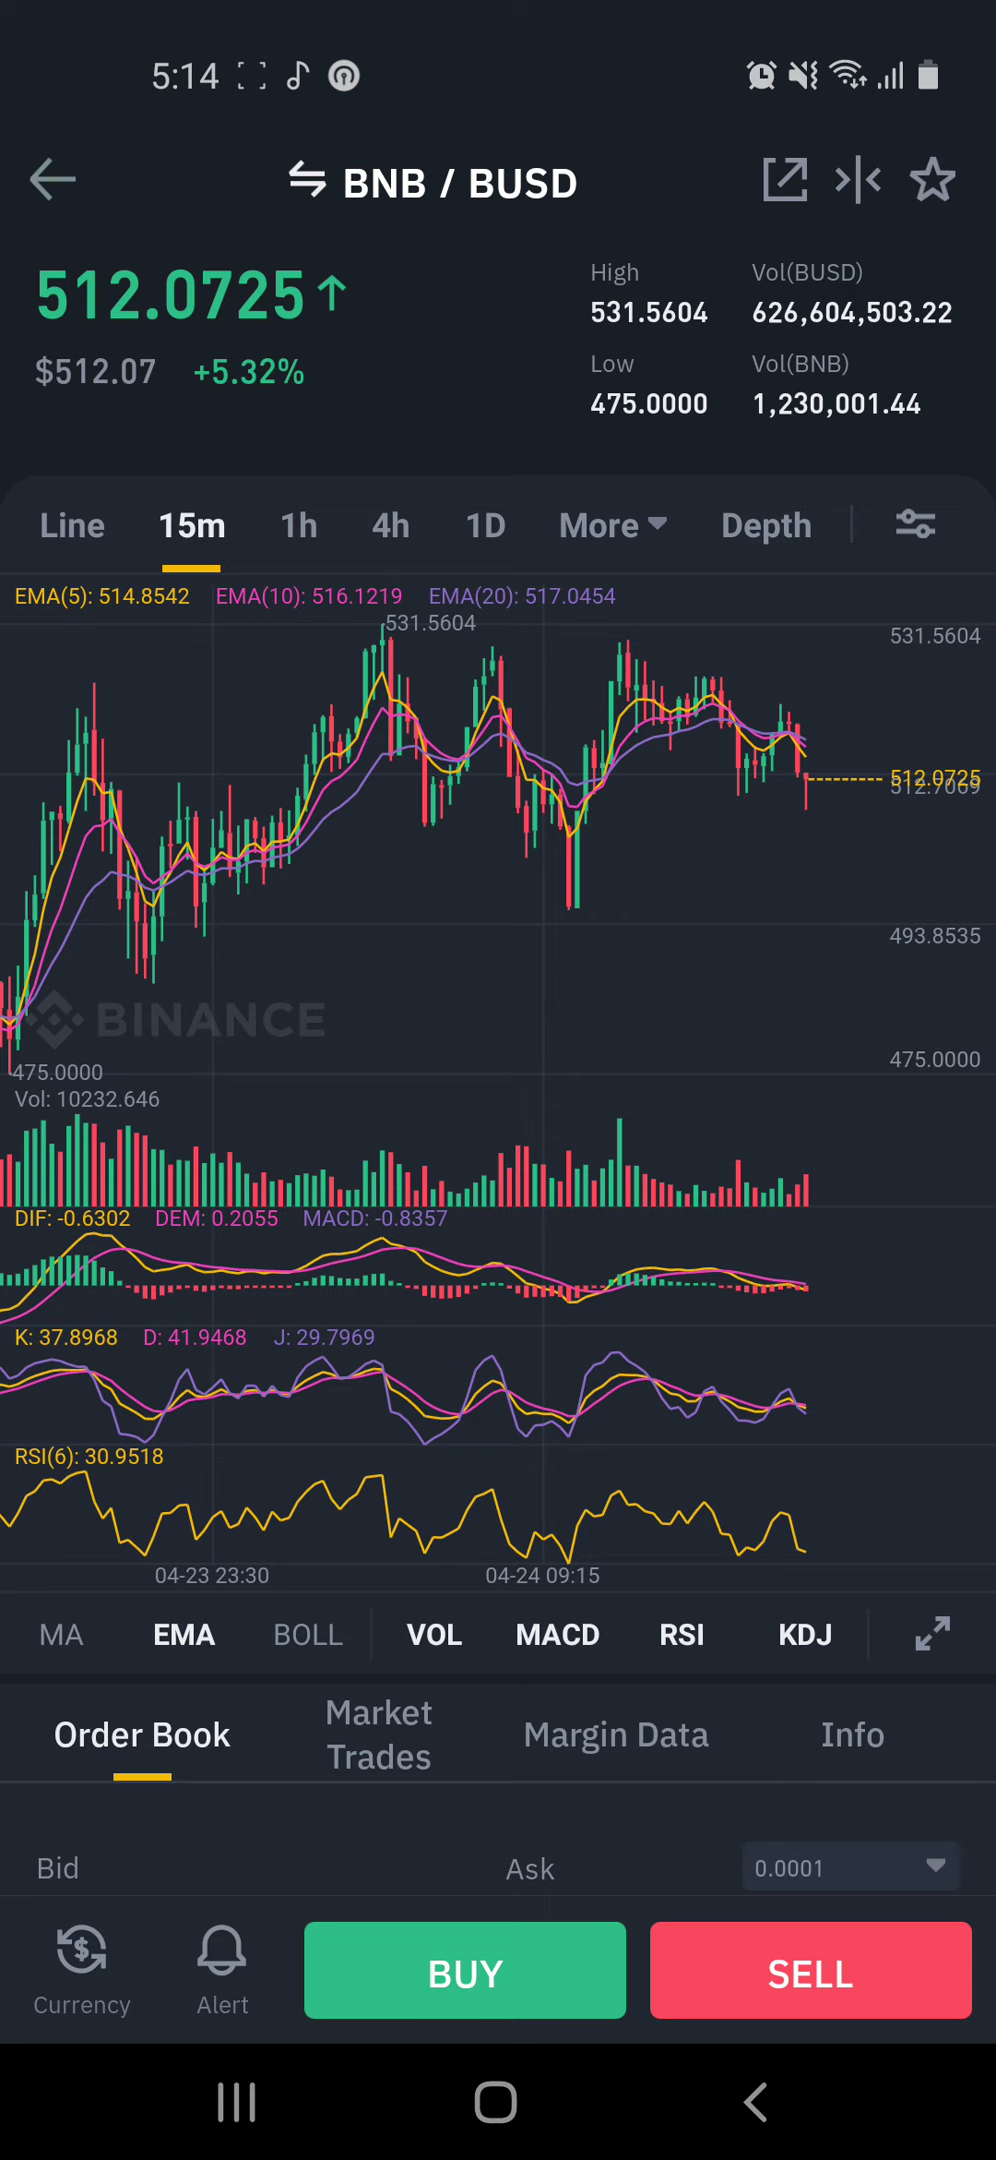 5:14
BNB / BUSD
512.0725
$512.07 +5.32%
High
531.5604
Vol(BUSD)
626,604,503.22
Low
475.0000
Vol(BNB)
1,230,001.44
Line 15m 1h 4h 1D More Depth
EMA(5): 514.8542 EMA(10): 516.1219 EMA(20): 517.0454
531.5604
531.5604
512.0725
512.7069
493.8535
BINANCE
475.0000
475.0000
Vol: 10232.646
DIF: -0.6302 DEM: 0.2055 MACD: -0.8357
K: 37.8968 D: 41.9468 J: 29.7969
RSI(6): 30.9518
04-23 23:30 04-24 09:15
MA EMA BOLL VOL MACD RSI KDJ
Order Book
Market
Trades
Margin Data
Info
Bid Ask 0.0001
Currency
Alert
BUY
SELL